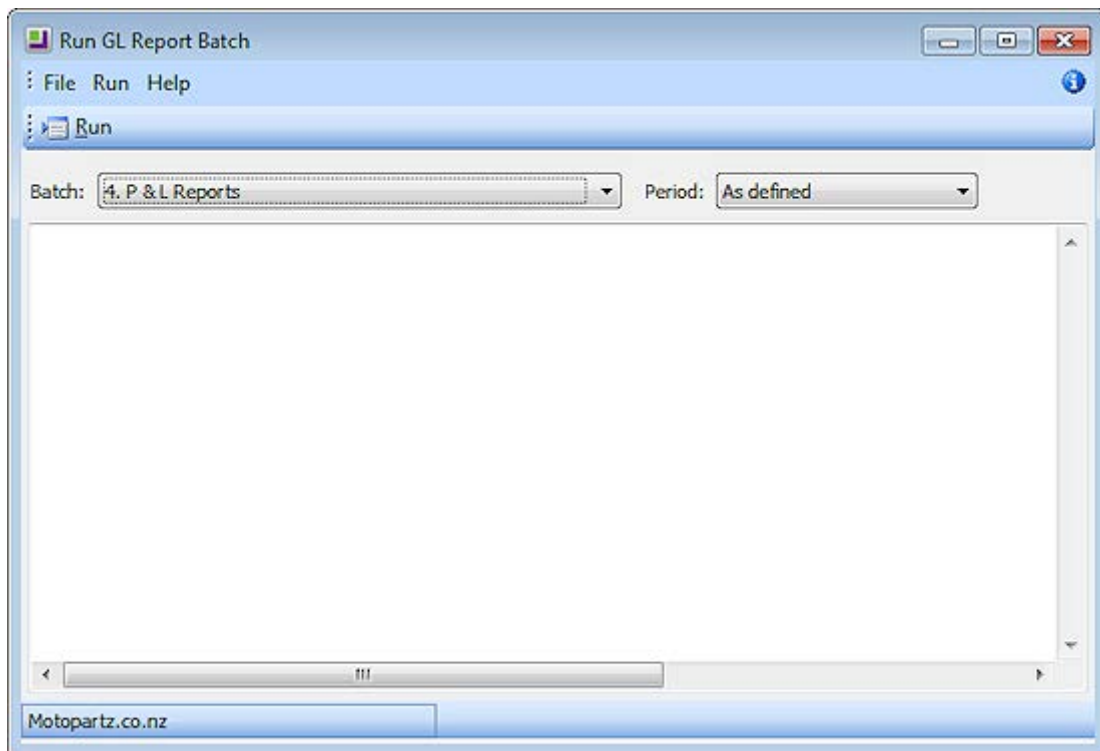 Run GL Report Batch
File Run Help
Run
Batch: 4. P & L Reports Period: As defined
Motopartz.co.nz